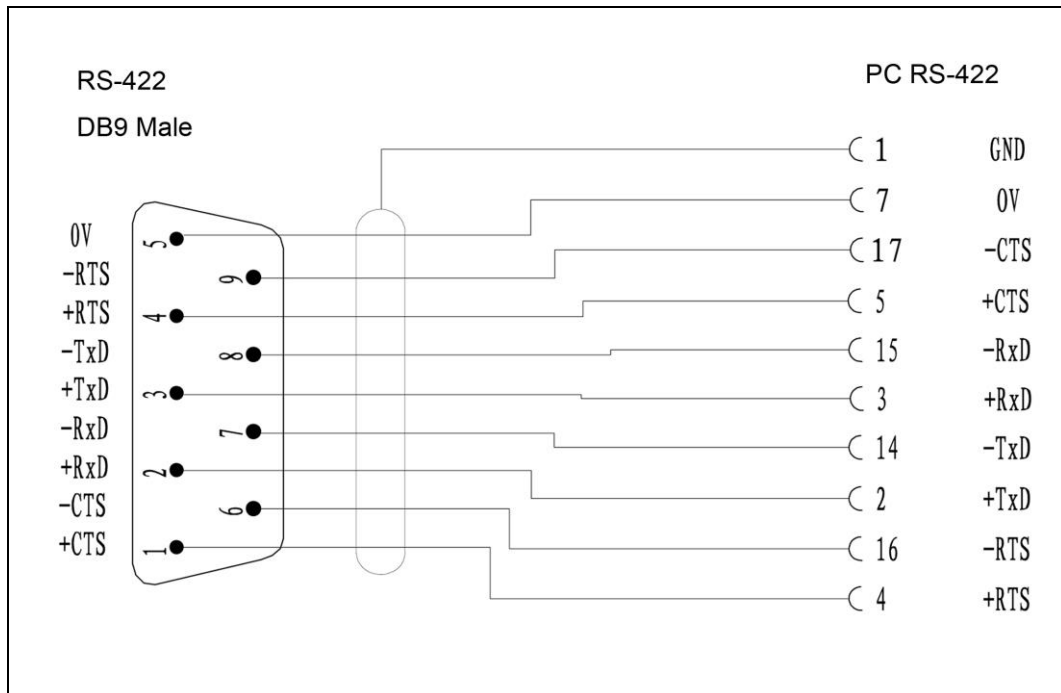 RS-422
DB9 Male
PC RS-422
1 GND
7 0V
17 -CTS
5 +CTS
15 -RxD
3 +RxD
14 -TxD
2 +TxD
16 -RTS
4 +RTS
0V 5
-RTS 9
+RTS 4
-TxD 8
+TxD 3
-RxD 7
+RxD 2
-CTS 6
+CTS 1